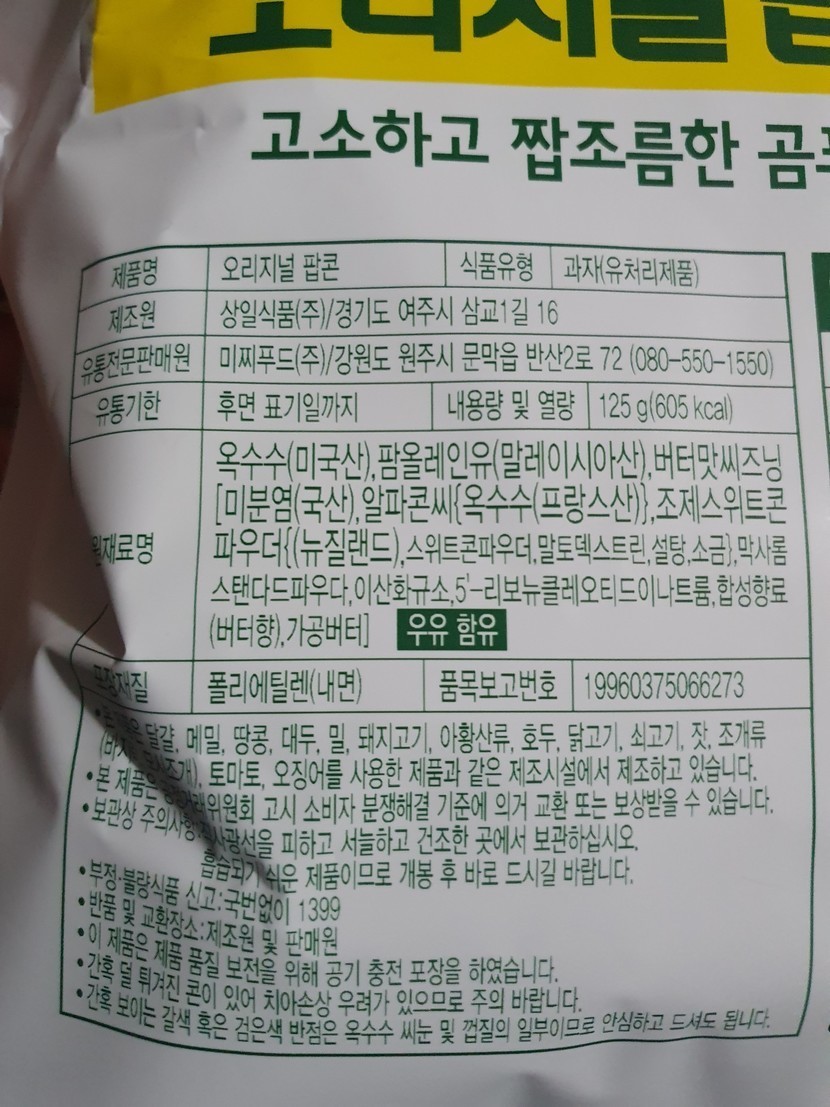 오리지널
고소하고 짭조름한
제품명 오리지널 팝콘 식품유형 과자(유처리제품)
제조원 상일식품(주)/경기도 여주시 삼교1길 16
유통전문판매원 미찌푸드(주)/강원도 원주시 문막읍 반산2로 72 (080-550-1550)
유통기한 후면 표기일까지 내용량 및 열량 125 g(605 kcal)
옥수수(미국산),팜올레인유(말레이시아산),버터맛씨즈닝
[미분염(국산),알파콘씨{옥수수(프랑스산)},조제스위트콘
원재료명 파우더{(뉴질랜드),스위트콘파우더,말토덱스트린,설탕,소금},막사롬
스탠다드파우다,이산화규소,5'-리보뉴클레오티드이나트륨,합성향료
(버터향),가공버터] 우유 함유
포장재질 폴리에틸렌(내면) 품목보고번호 19960375066273
달걀, 메밀, 땅콩, 대두, 밀, 돼지고기, 아황산류, 호두, 닭고기, 쇠고기, 잣, 조개류
토마토, 오징어를 사용한 제품과 같은 제조시설에서 제조하고 있습니다.
•본 제품은 고시 소비자 분쟁해결 기준에 의거 교환 또는 보상받을 수 있습니다.
•보관상 주의사항: 피하고 서늘하고 건조한 곳에서 보관하십시오.
흡습되기 쉬운 제품이므로 개봉 후 바로 드시길 바랍니다.
•부정·불량식품 신고:국번없이 1399
•반품 및 교환장소:제조원 및 판매원
•이 제품은 제품 품질 보전을 위해 공기 충전 포장을 하였습니다.
•간혹 덜 튀겨진 콘이 있어 치아손상 우려가 있으므로 주의 바랍니다.
•간혹 보이는 갈색 혹은 검은색 반점은 옥수수 씨눈 및 껍질의 일부이므로 안심하고 드셔도 됩니다.